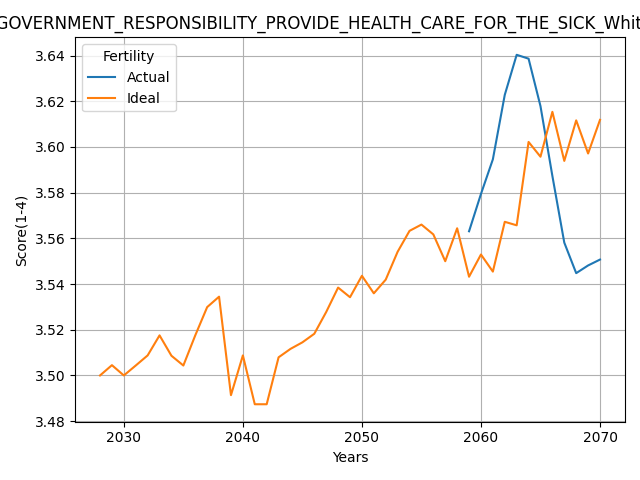 GOVERNMENT_RESPONSIBILITY_PROVIDE_HEALTH_CARE_FOR_THE_SICK_Whit
Fertility
Actual
Ideal
3.64
3.62
3.60
3.58
3.56
3.54
3.52
3.50
3.48
Score(1-4)
2030
2040
2050
2060
2070
Years